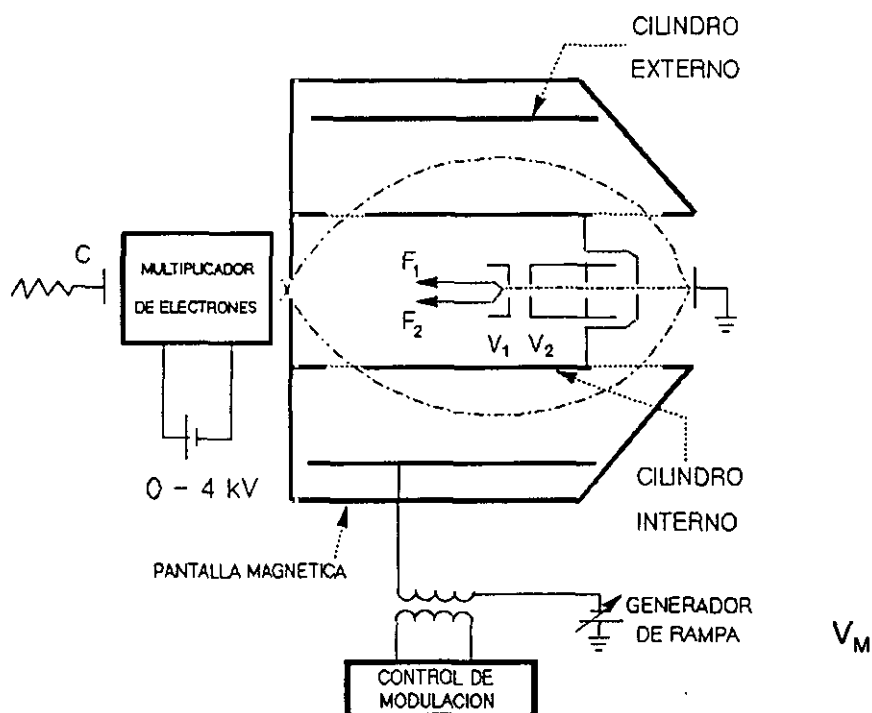 CILINDRO
EXTERNO
C
MULTIPLICADOR
DE ELECTRONES
F1
F2
V1 V2
0 - 4 kV
CILINDRO
INTERNO
PANTALLA MAGNETICA
GENERADOR
DE RAMPA
VM
CONTROL DE
MODULACION